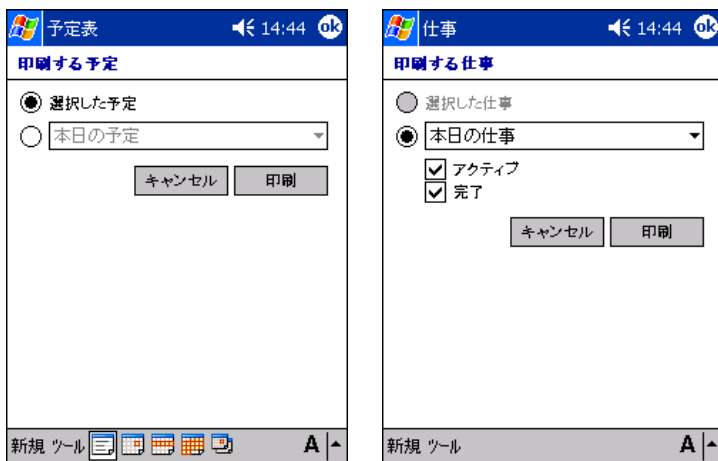 予定表 14:44 ok
印刷する予定
選択した予定
本日の予定
キャンセル 印刷
新規 ツール A
仕事 14:44 ok
印刷する仕事
選択した仕事
本日の仕事
アクティブ
完了
キャンセル 印刷
新規 ツール A